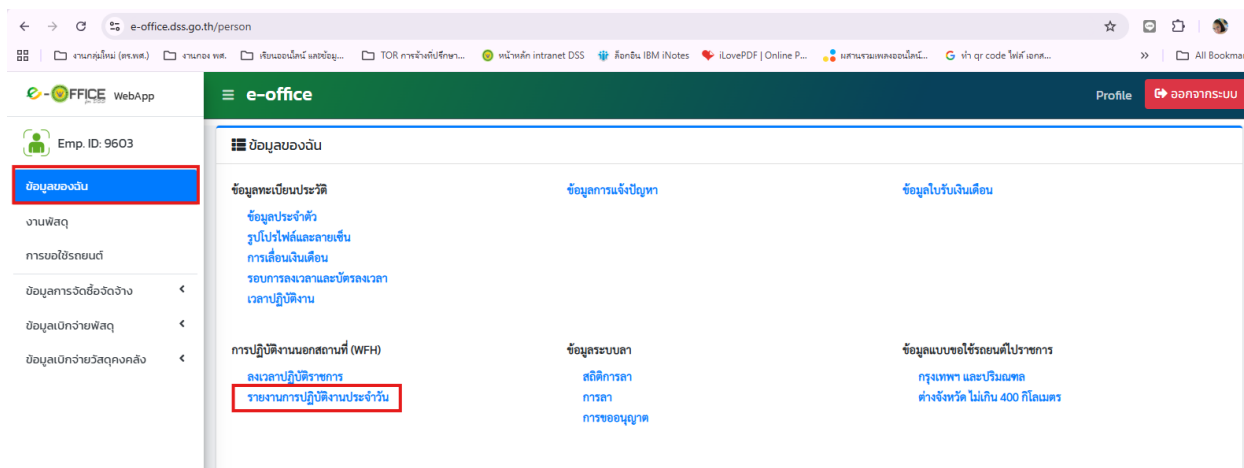 e-office.dss.go.th/person
งานกลุ่มใหม่ (ตร.พศ.) งานกอง พศ. เรียนออนไลน์ และข้อมู... TOR การจ้างที่ปรึกษา... หน้าหลัก intranet DSS ล็อกอิน IBM iNotes iLovePDF | Online P... ผสานรวมเพลงออนไลน์... ทำ qr code ไฟล์ เอกส... » All Bookma
e-OFFICE WebApp
e-office
Profile
ออกจากระบบ
Emp. ID: 9603
ข้อมูลของฉัน
งานพัสดุ
การขอใช้รถยนต์
ข้อมูลการจัดซื้อจัดจ้าง
ข้อมูลเบิกจ่ายพัสดุ
ข้อมูลเบิกจ่ายวัสดุคงคลัง
ข้อมูลของฉัน
ข้อมูลทะเบียนประวัติ
ข้อมูลประจำตัว
รูปโปรไฟล์และลายเซ็น
การเลื่อนเงินเดือน
รอบการลงเวลาและบัตรลงเวลา
เวลาปฏิบัติงาน
ข้อมูลการแจ้งปัญหา
ข้อมูลใบรับเงินเดือน
การปฏิบัติงานนอกสถานที่ (WFH)
ลงเวลาปฏิบัติราชการ
รายงานการปฏิบัติงานประจำวัน
ข้อมูลระบบลา
สถิติการลา
การลา
การขออนุญาต
ข้อมูลแบบขอใช้รถยนต์ไปราชการ
กรุงเทพฯ และปริมณฑล
ต่างจังหวัด ไม่เกิน 400 กิโลเมตร